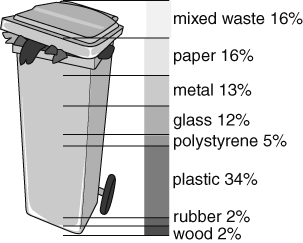 mixed waste 16%
paper 16%
metal 13%
glass 12%
polystyrene 5%
plastic 34%
rubber 2%
wood 2%